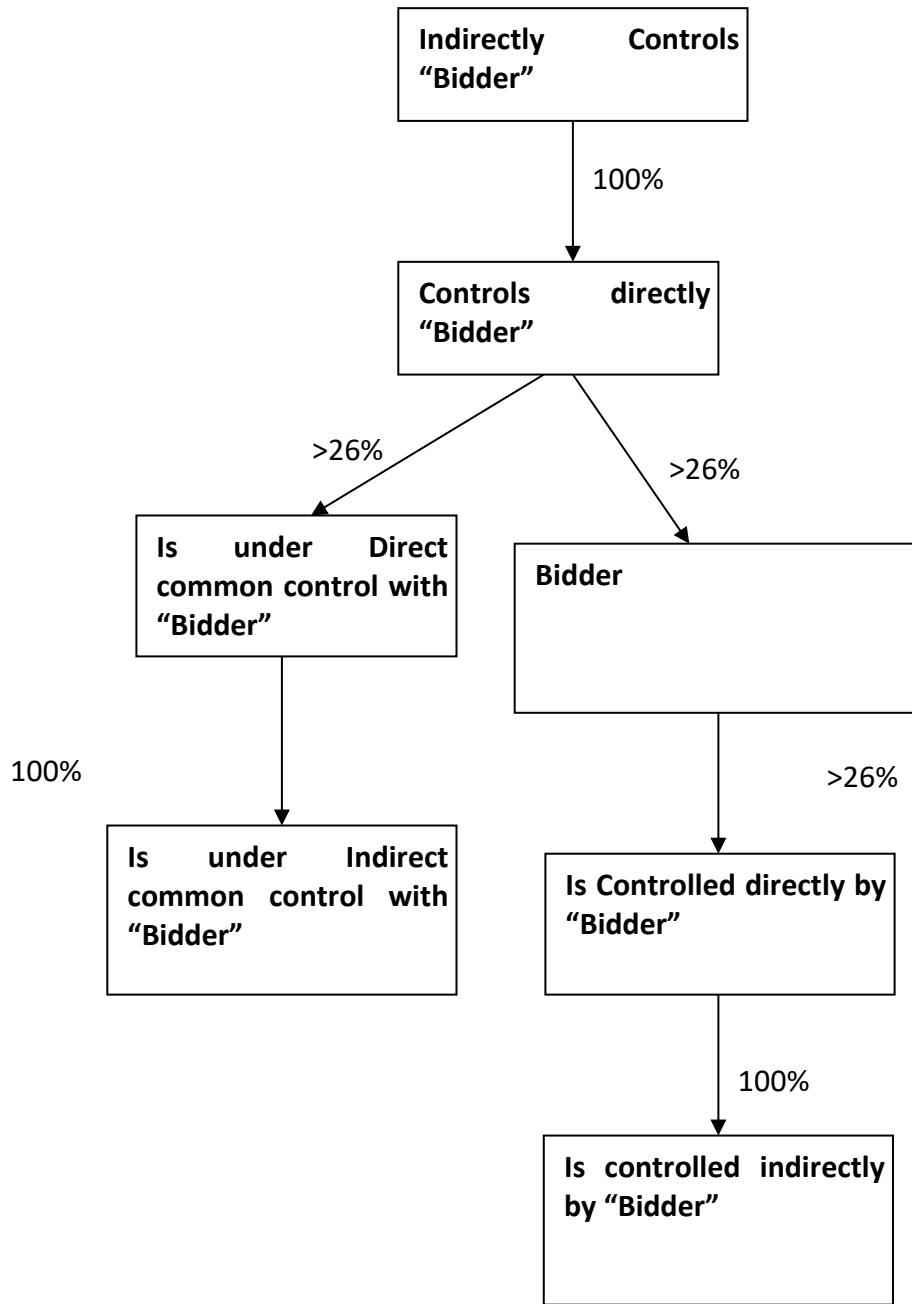 Indirectly Controls
“Bidder”
100%
Controls directly
“Bidder”
>26%
>26%
Is under Direct
common control with
“Bidder”
Bidder
100%
>26%
Is under Indirect
common control with
“Bidder”
Is Controlled directly by
“Bidder”
100%
Is controlled indirectly
by “Bidder”